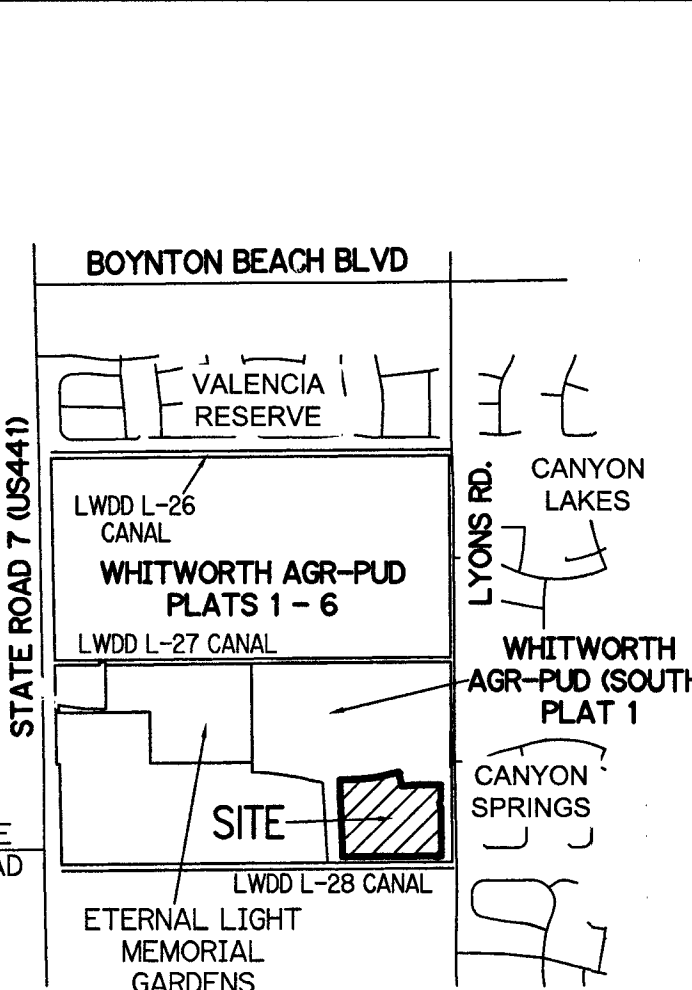 BOYNTON BEACH BLVD
VALENCIA
RESERVE
STATE ROAD 7 (US441)
LWDD L-26
CANAL
LYONS RD.
CANYON
LAKES
WHITWORTH AGR-PUD
PLATS 1 - 6
LWDD L-27 CANAL
WHITWORTH
AGR-PUD (SOUTH
PLAT 1
CANYON
SPRINGS
SITE
LWDD L-28 CANAL
ETERNAL LIGHT
MEMORIAL
GARDENS